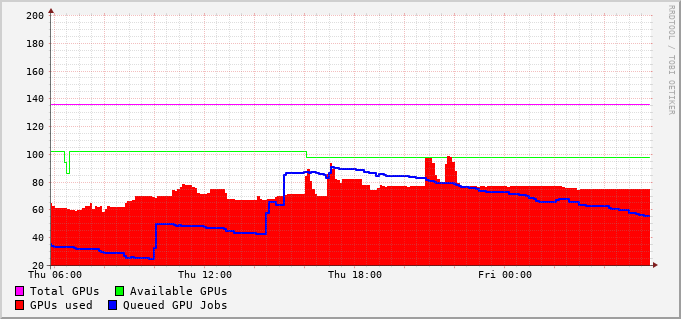 200
180
160
140
120
100
80
60
40
20
Thu 06:00 Thu 12:00 Thu 18:00 Fri 00:00
Total GPUs Available GPUs
GPUs used Queued GPU Jobs
RRDTOOL / TOBI OETIKER